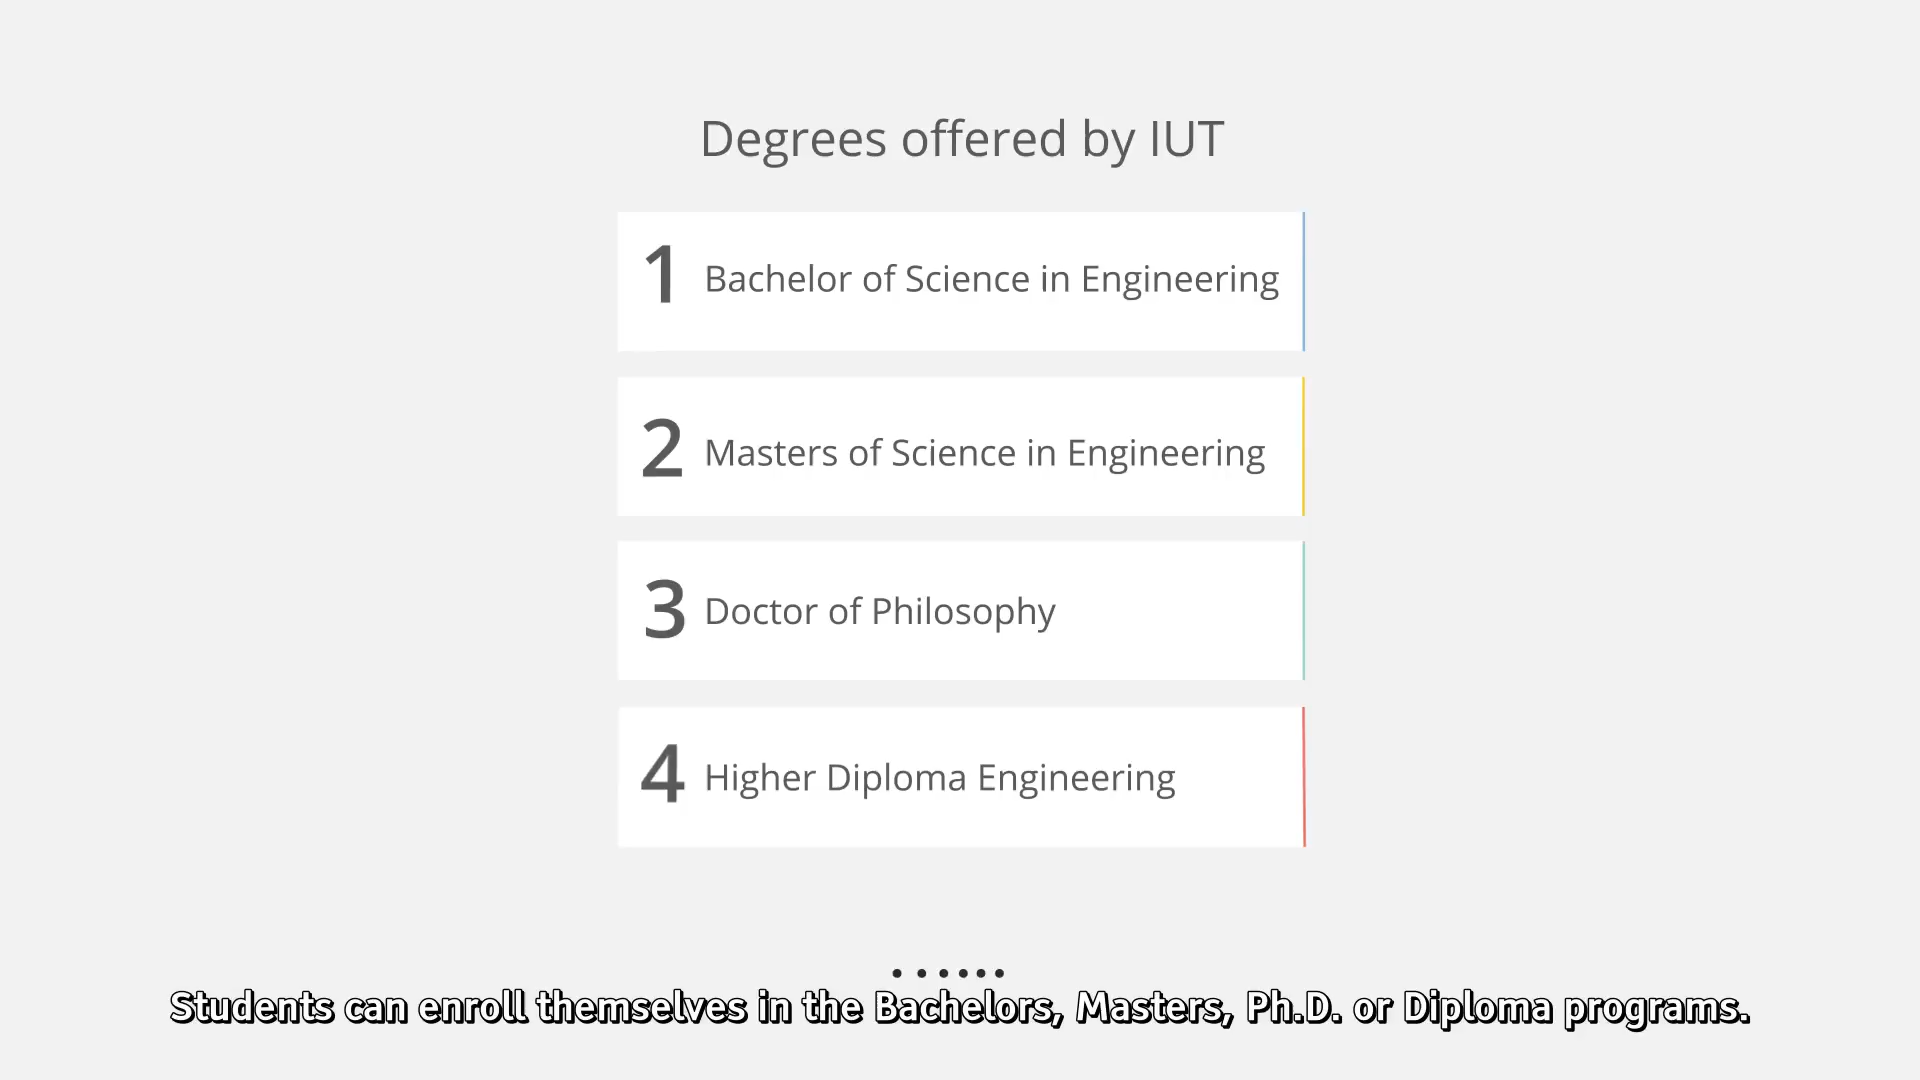 Degrees offered by IUT
1 Bachelor of Science in Engineering
2 Masters of Science in Engineering
3 Doctor of Philosophy
4 Higher Diploma Engineering
......
Students can enroll themselves in the Bachelors, Masters, Ph.D. or Diploma programs.